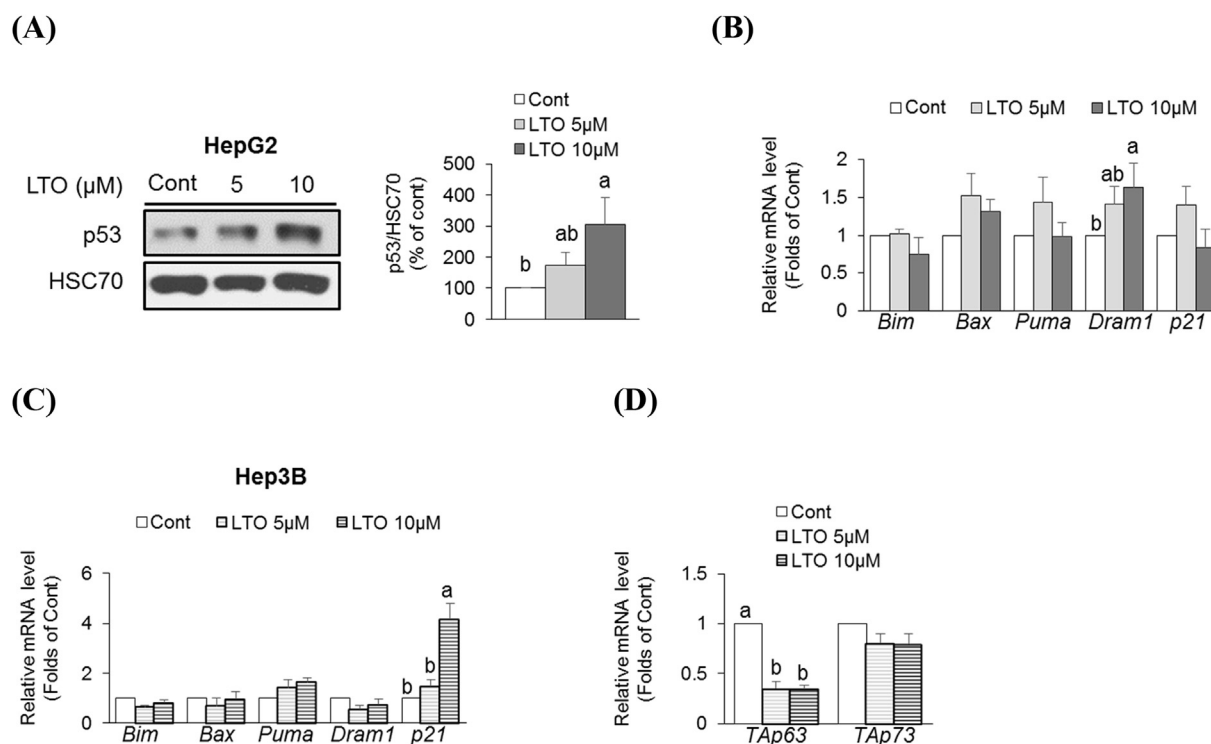 (A)
HepG2
LTO (µM) Cont 5 10
p53
HSC70
Cont
LTO 5µM
LTO 10µM
p53/HSC70
(% of cont)
500
400
300
200
100
0
b
ab
a
(B)
Cont LTO 5µM LTO 10µM
Relative mRNA level
(Folds of Cont)
2
1.5
1
0.5
0
b
ab
a
Bim Bax Puma Dram1 p21
(C)
Hep3B
Cont LTO 5µM LTO 10µM
Relative mRNA level
(Folds of Cont)
6
4
2
0
b
b
a
Bim Bax Puma Dram1 p21
(D)
Cont
LTO 5µM
LTO 10µM
Relative mRNA level
(Folds of Cont)
1.5
1
0.5
0
a
b b
TAp63 TAp73